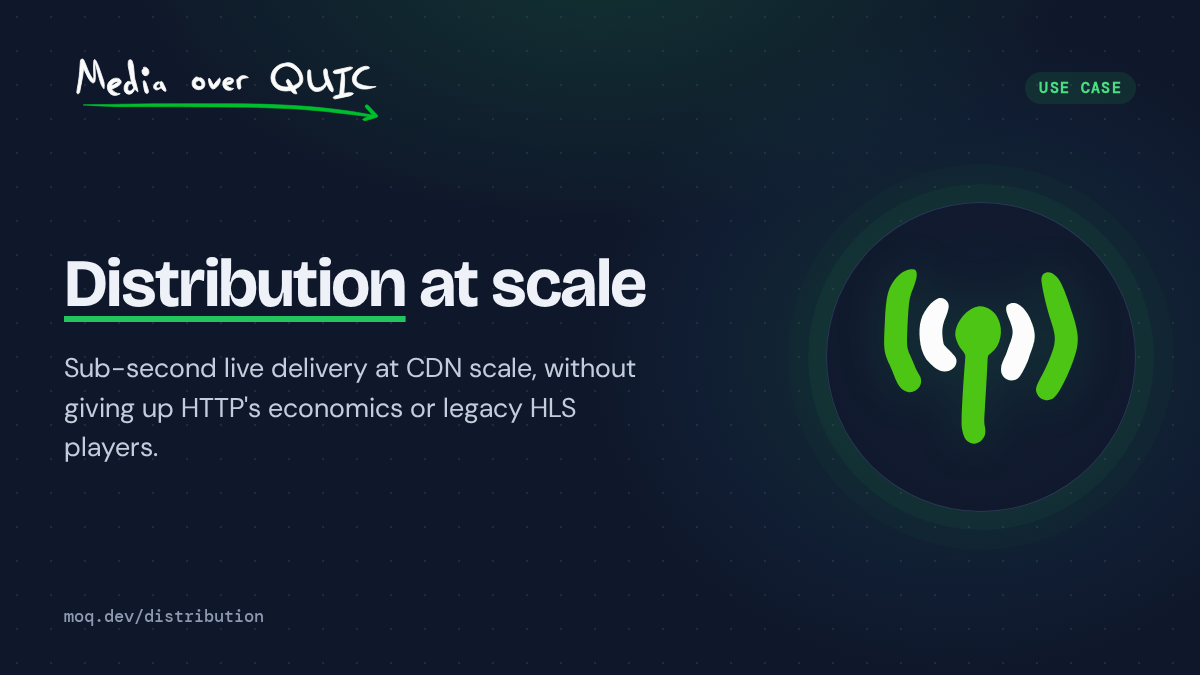 Media over QUIC
USE CASE
Distribution at scale
Sub-second live delivery at CDN scale, without
giving up HTTP's economics or legacy HLS
players.
moq.dev/distribution